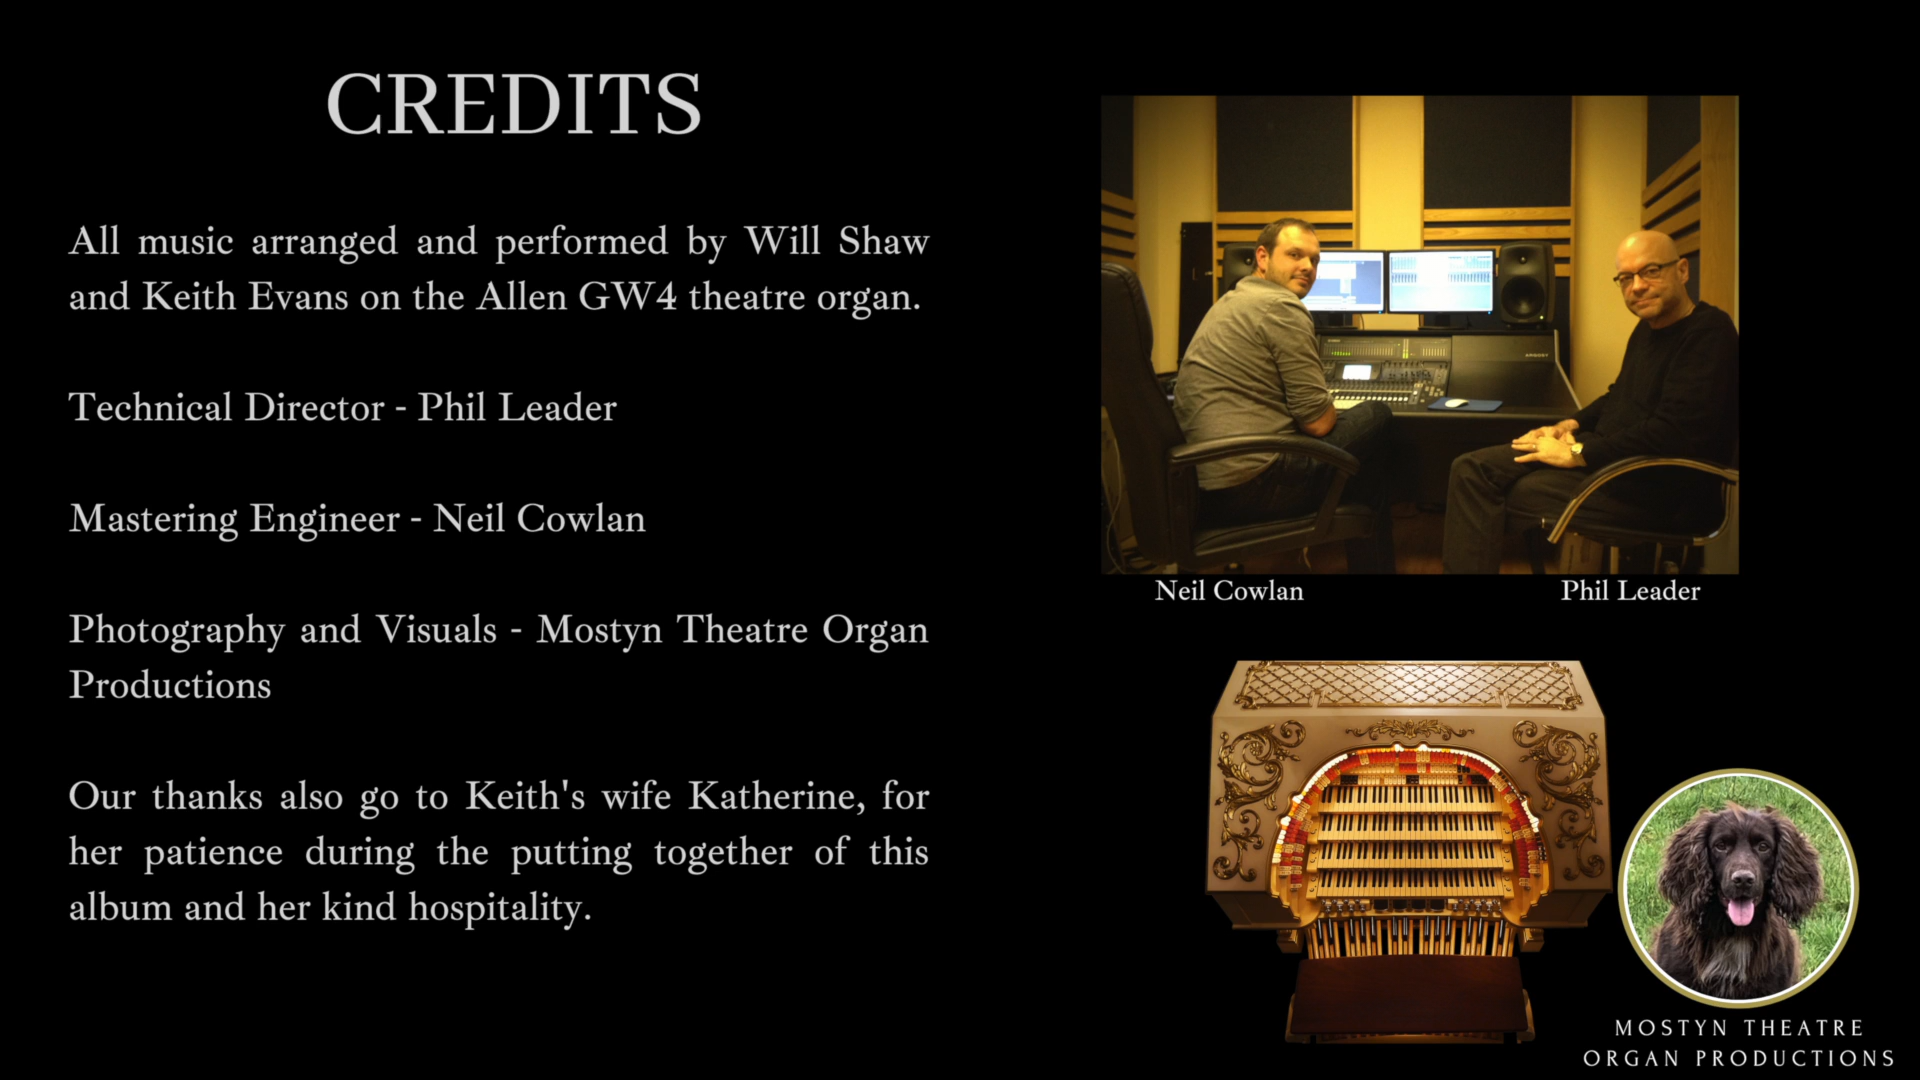 CREDITS
All music arranged and performed by Will Shaw
and Keith Evans on the Allen GW4 theatre organ.
Technical Director - Phil Leader
Mastering Engineer - Neil Cowlan
Photography and Visuals - Mostyn Theatre Organ
Productions
Our thanks also go to Keith's wife Katherine, for
her patience during the putting together of this
album and her kind hospitality.
ARGOSY
Neil Cowlan
Phil Leader
MOSTYN THEATRE
ORGAN PRODUCTIONS